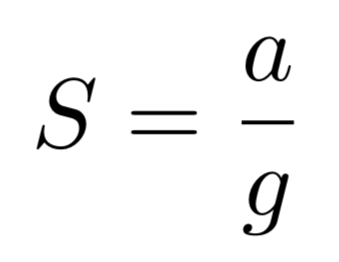 S = a/g